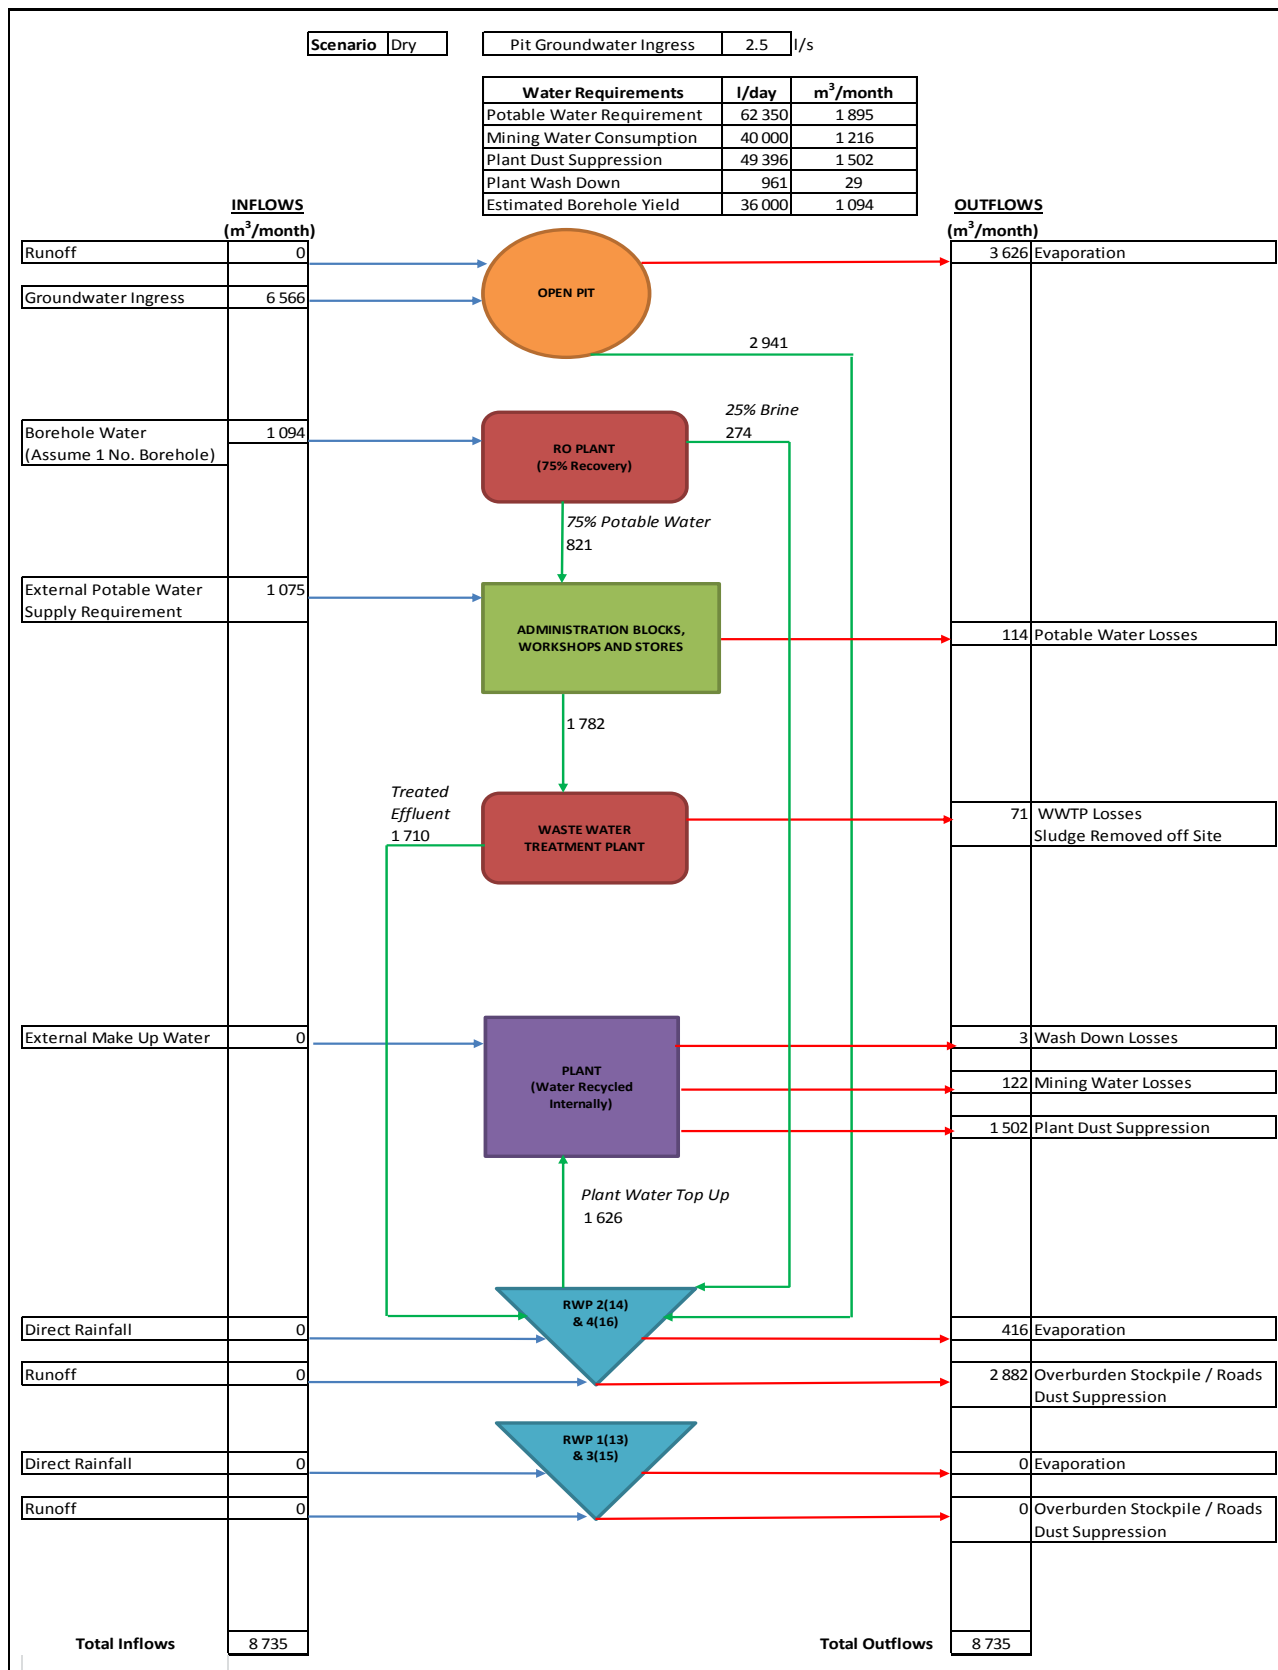 Scenario Dry Pit Groundwater Ingress 2.5 l/s
Water Requirements l/day m³/month
Potable Water Requirement 62 350 1 895
Mining Water Consumption 40 000 1 216
Plant Dust Suppression 49 396 1 502
Plant Wash Down 961 29
Estimated Borehole Yield 36 000 1 094
INFLOWS OUTFLOWS
(m³/month) (m³/month)
Runoff 0 3 626 Evaporation
Groundwater Ingress 6 566 OPEN PIT
2 941
25% Brine
Borehole Water 1 094 274
(Assume 1 No. Borehole)
RO PLANT
(75% Recovery)
75% Potable Water
821
External Potable Water 1 075
Supply Requirement
ADMINISTRATION BLOCKS,
WORKSHOPS AND STORES
114 Potable Water Losses
1 782
Treated
Effluent
1 710
WASTE WATER
TREATMENT PLANT
71 WWTP Losses
Sludge Removed off Site
External Make Up Water 0 3 Wash Down Losses
PLANT
(Water Recycled
Internally)
122 Mining Water Losses
1 502 Plant Dust Suppression
Plant Water Top Up
1 626
RWP 2(14)
& 4(16)
Direct Rainfall 0 416 Evaporation
Runoff 0 2 882 Overburden Stockpile / Roads
Dust Suppression
RWP 1(13)
& 3(15)
Direct Rainfall 0 0 Evaporation
Runoff 0 0 Overburden Stockpile / Roads
Dust Suppression
Total Inflows 8 735 Total Outflows 8 735